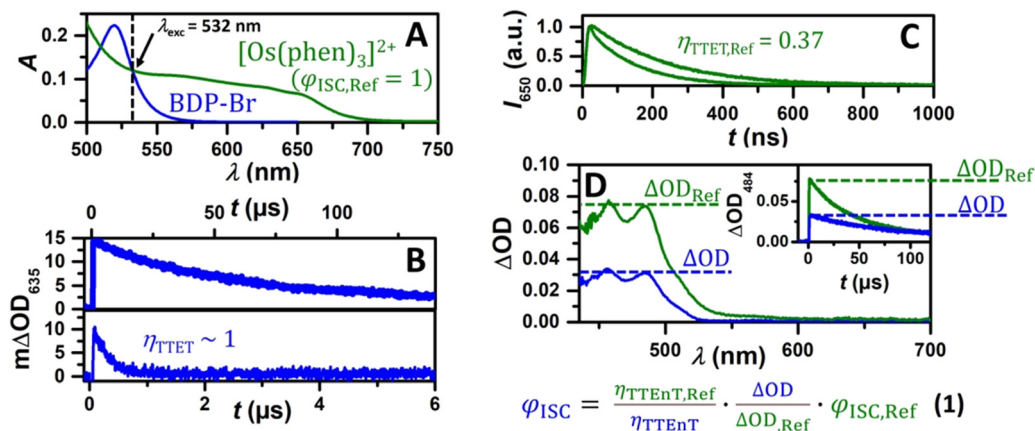 λexc = 532 nm
A
[Os(phen)3]2+
(φISC,Ref = 1)
BDP-Br
A
0.2
0.1
0.0
500 550 600 650 700 750
λ (nm)
C
ηTTET,Ref = 0.37
I650 (a.u.)
1.0
0.5
0.0
0 200 400 600 800 1000
t (ns)
t (μs)
0 50 100
B
mΔOD635
15
10
5
0
10
5
0
ηTTET ~ 1
0 2 4 6
t (μs)
D
ΔOD
0.10
0.08
0.06
0.04
0.02
0.00
ΔODRef
ΔOD
500 600 700
λ (nm)
ΔOD484
0.05
0.00
0 50 100
t (μs)
ΔODRef
ΔOD
φISC = ηTTEnT,Ref / ηTTEnT · ΔOD / ΔOD,Ref · φISC,Ref (1)